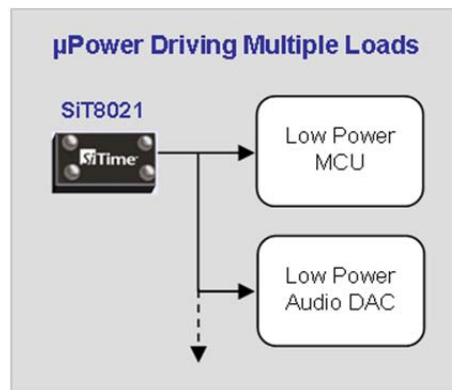 µPower Driving Multiple Loads
SiT8021
SiTime
Low Power
MCU
Low Power
Audio DAC